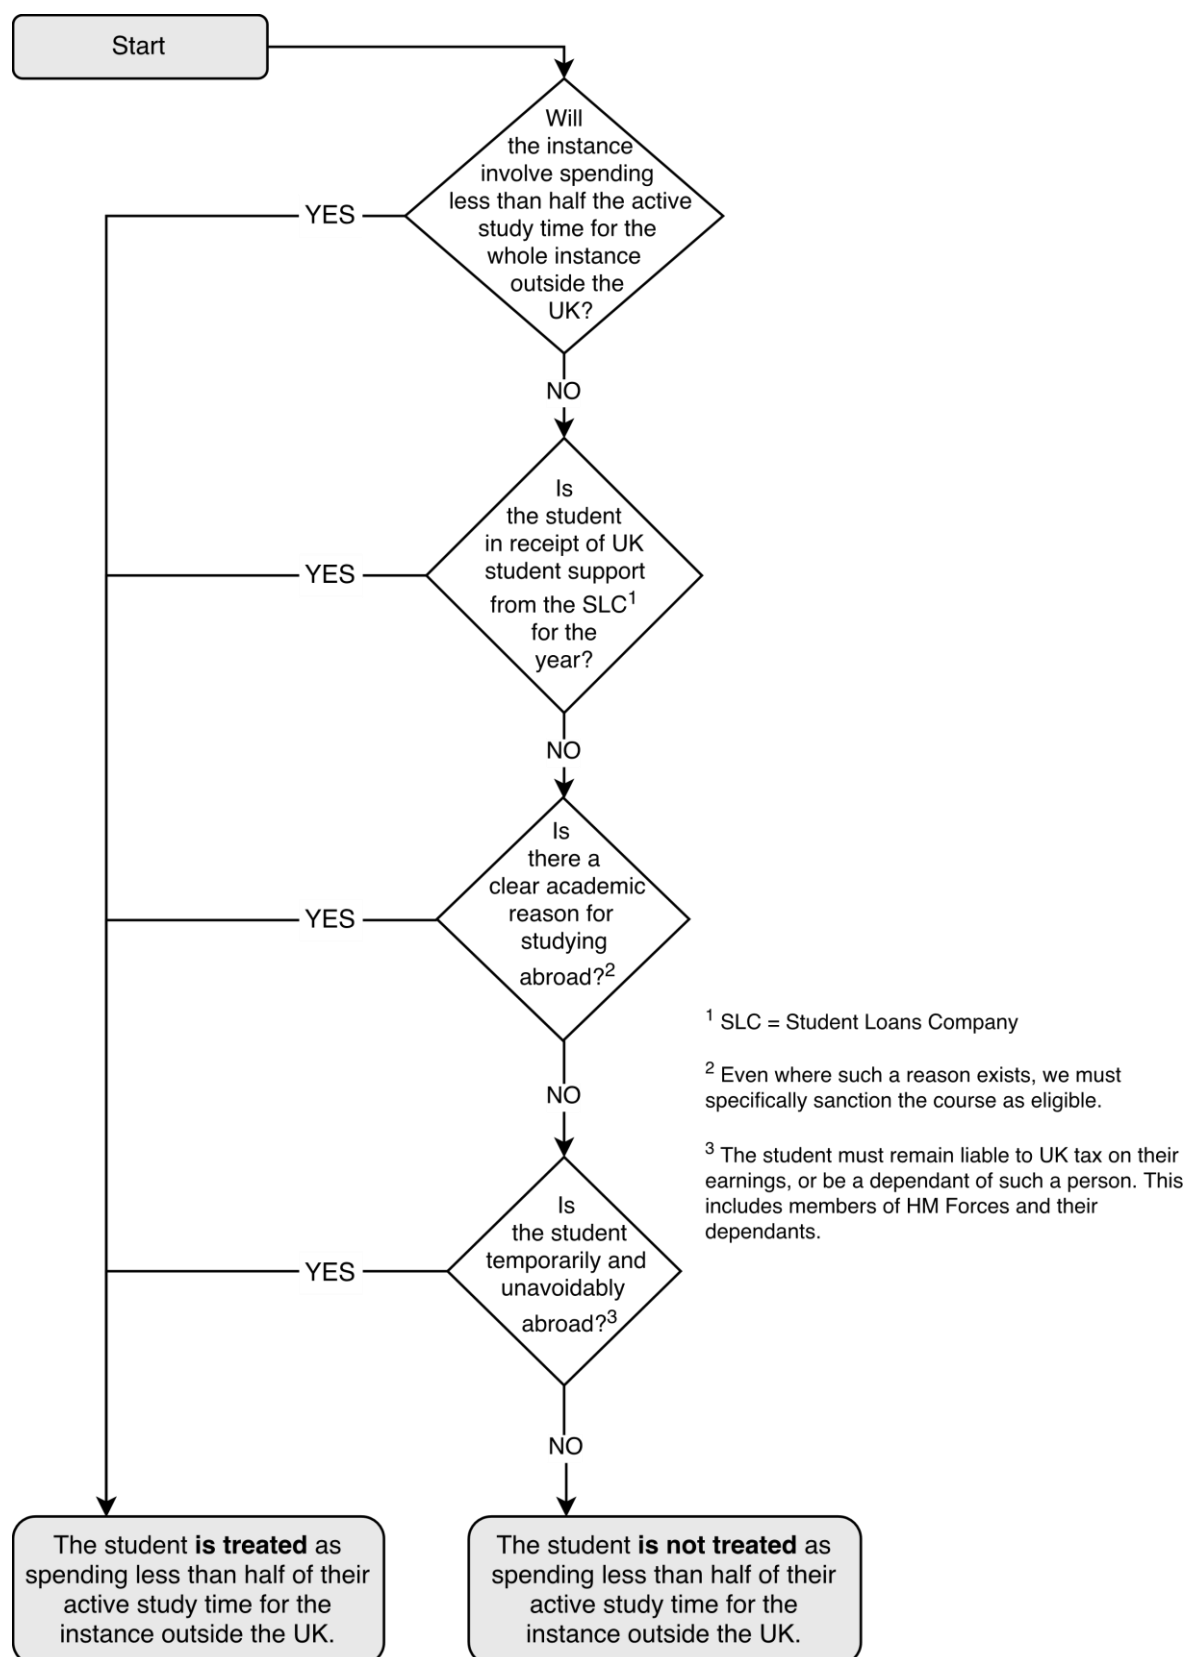 Start
Will
the instance
involve spending
less than half the active
study time for the
whole instance
outside the
UK?
YES
NO
Is
the student
in receipt of UK
student support
from the SLC¹
for the
year?
YES
NO
Is
there a
clear academic
reason for
studying
abroad?²
YES
NO
Is
the student
temporarily and
unavoidably
abroad?³
YES
NO
¹ SLC = Student Loans Company
² Even where such a reason exists, we must
specifically sanction the course as eligible.
³ The student must remain liable to UK tax on their
earnings, or be a dependant of such a person. This
includes members of HM Forces and their
dependants.
The student is treated as
spending less than half of their
active study time for the
instance outside the UK.
The student is not treated as
spending less than half of their
active study time for the
instance outside the UK.